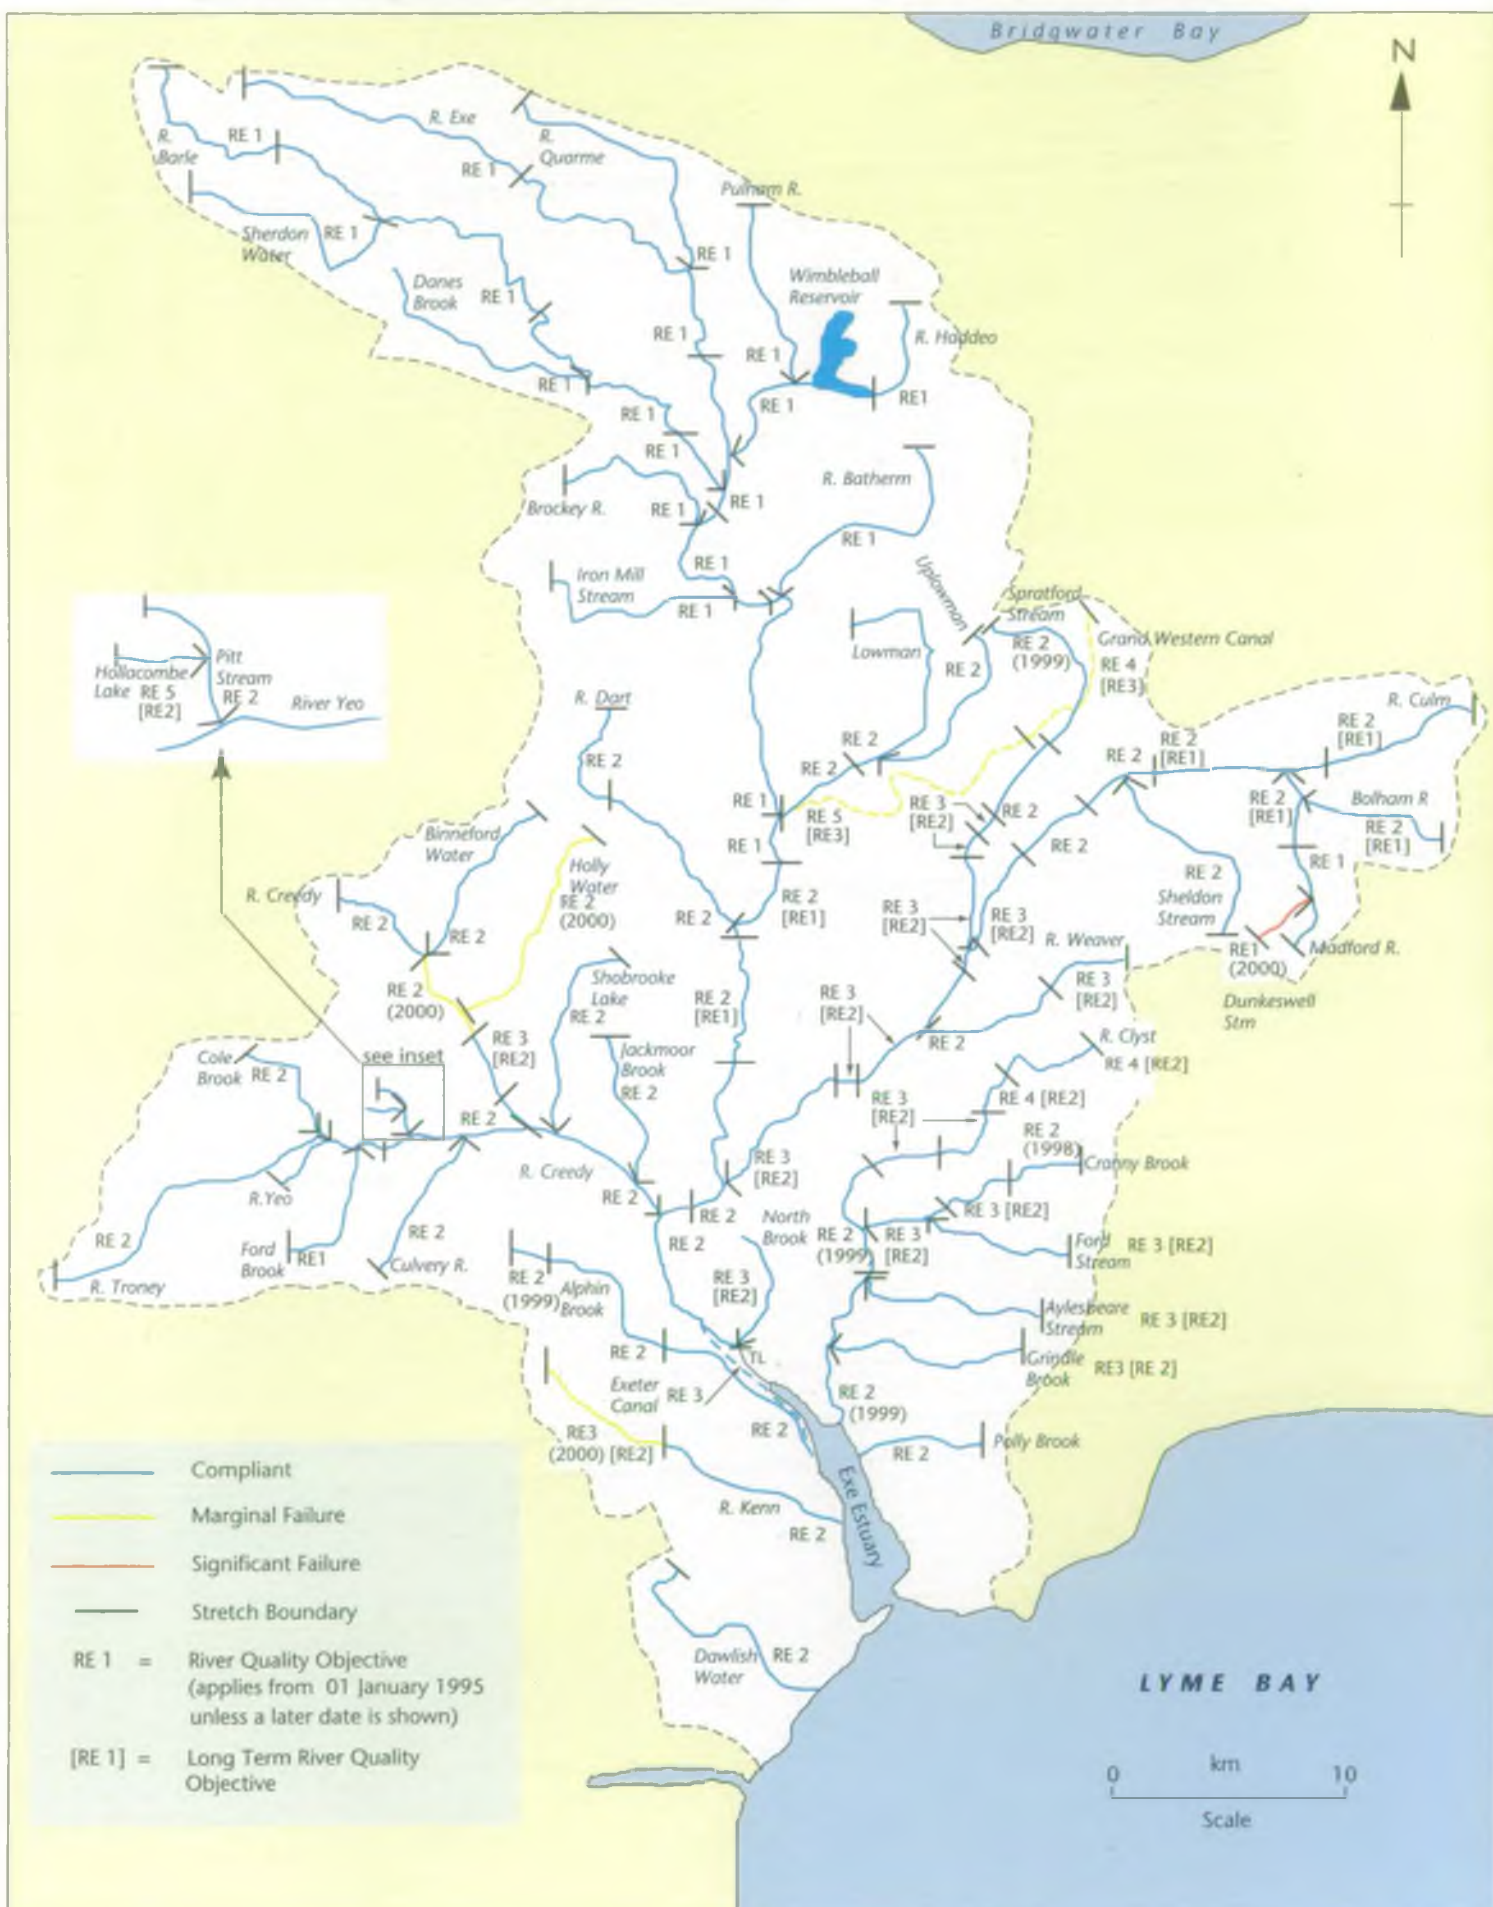 Bridgwater Bay
N
R. Exe
R.
Barle
RE 1
R.
Quarme
RE 1
Pulham R.
Sherdon
Water
RE 1
RE 1
Danes
Brook
RE 1
Wimbleball
Reservoir
RE 1
R. Haddeo
RE 1
RE 1
RE 1
RE1
RE 1
RE 1
R. Batherm
RE 1
Brockey R.
RE 1
RE 1
RE 1
Iron Mill
Stream
RE 1
Uplowman
Spratford
Stream
RE 1
RE 2
(1999)
Grand Western Canal
Lowman
RE 2
RE 4
[RE3]
Pitt
Stream
Hollacombe
Lake
RE 5
[RE2]
RE 2
River Yeo
R. Dart
RE 2
R. Culm
RE 2
RE 2
RE 2
RE 2
[RE1]
RE 2
[RE1]
RE 1
RE 5
[RE3]
RE 3
[RE2]
RE 2
RE 2
[RE1]
Bolham R
RE 2
[RE1]
Binneford
Water
RE 1
RE 2
RE 1
Holly
Water
RE 2
(2000)
R. Creedy
RE 2
RE 2
RE 2
RE 2
[RE1]
RE 3
[RE2]
RE 3
[RE2]
RE 2
Sheldon
Stream
R. Weaver
RE1
(2000)
Madford R.
Dunkeswell
Stm
RE 2
(2000)
Shobrooke
Lake
RE 2
RE 2
[RE1]
RE 3
[RE2]
RE 3
[RE2]
RE 3
[RE2]
Jackmoor
Brook
RE 2
RE 2
R. Clyst
RE 4 [RE2]
Cole
Brook
RE 2
see inset
RE 3
[RE2]
RE 4 [RE2]
RE 2
RE 2
(1998)
Cranny Brook
R. Creedy
RE 3
[RE2]
R.Yeo
RE 2
RE 2
RE 3 [RE2]
RE 2
Ford
Brook
RE1
RE 2
Culvery R.
R. Troney
RE 2
North
Brook
RE 2
(1999)
RE 3
[RE2]
Ford
Stream
RE 3 [RE2]
RE 2
(1999)
Alphin
Brook
RE 3
[RE2]
Aylesbeare
Stream
RE 3 [RE2]
RE 2
TL
Grindle
Brook
RE3 [RE 2]
Exeter
Canal
RE 3
RE 2
(1999)
RE3
(2000) [RE2]
RE 2
RE 2
Polly Brook
Exe Estuary
R. Kenn
RE 2
Dawlish
Water
RE 2
Compliant
Marginal Failure
Significant Failure
Stretch Boundary
RE 1 = River Quality Objective
(applies from 01 January 1995
unless a later date is shown)
[RE 1] = Long Term River Quality
Objective
LYME BAY
km
0 10
Scale